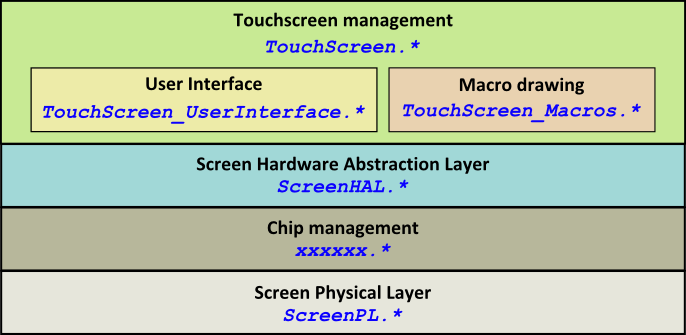 Touchscreen management
TouchScreen.*
User Interface
TouchScreen_UserInterface.*
Macro drawing
TouchScreen_Macros.*
Screen Hardware Abstraction Layer
ScreenHAL.*
Chip management
xxxxxx.*
Screen Physical Layer
ScreenPL.*